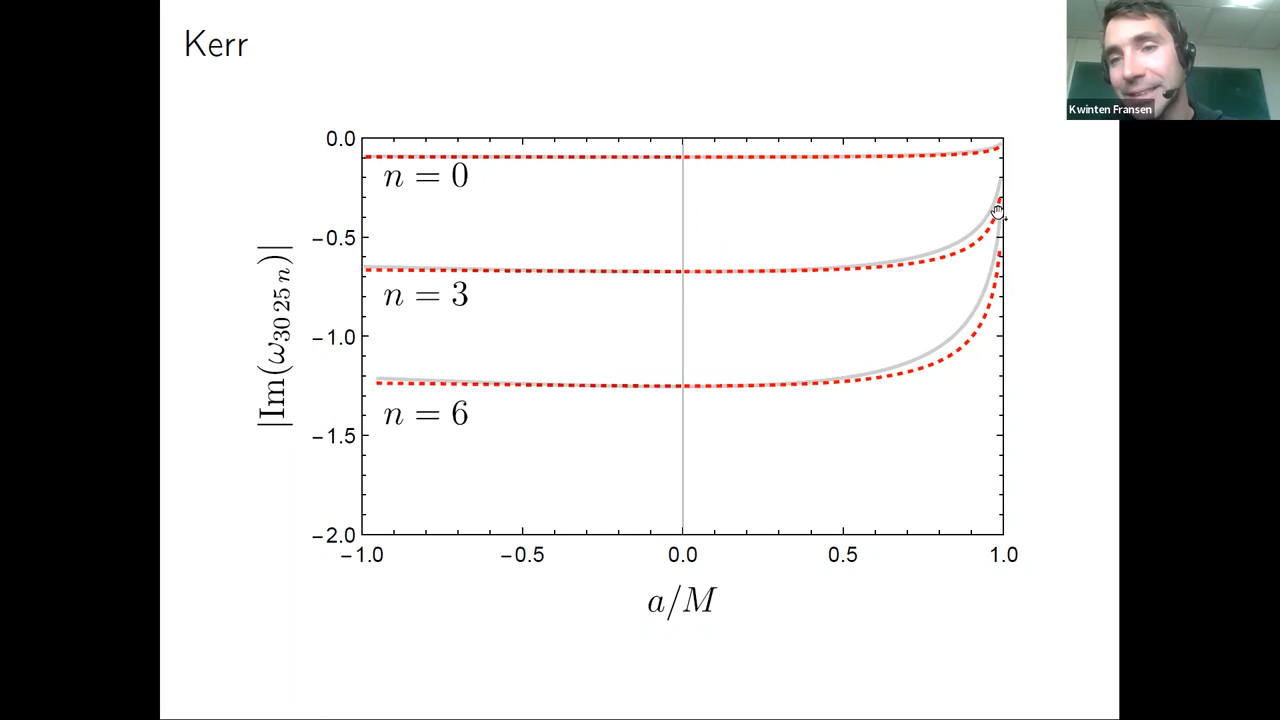 Kerr
Kwinten Fransen
0.0
−0.5
−1.0
−1.5
−2.0
|Im(ω₃₀ ₂₅ ₙ)|
n = 0
n = 3
n = 6
−1.0 −0.5 0.0 0.5 1.0
a/M